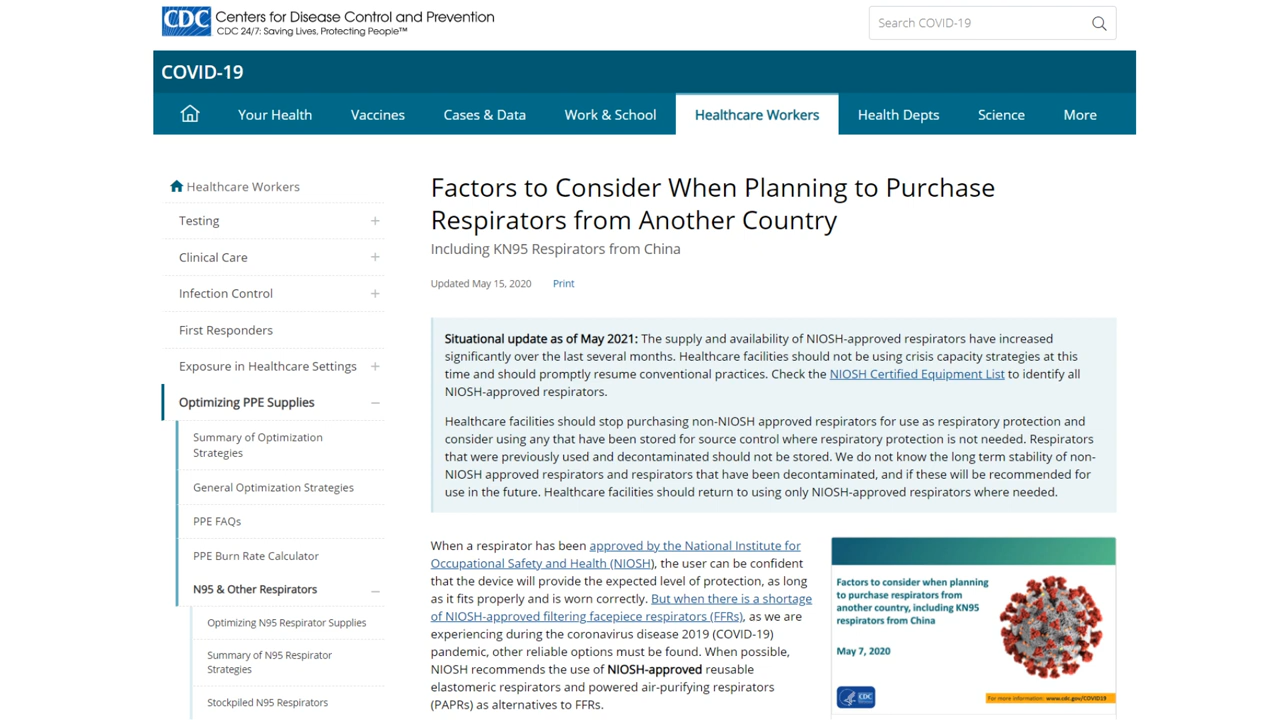 CDC
Centers for Disease Control and Prevention
CDC 24/7: Saving Lives, Protecting People™
Search COVID-19
COVID-19
Your Health Vaccines Cases & Data Work & School Healthcare Workers Health Depts Science More
Healthcare Workers
Testing
Clinical Care
Infection Control
First Responders
Exposure in Healthcare Settings
Optimizing PPE Supplies
Summary of Optimization
Strategies
General Optimization Strategies
PPE FAQs
PPE Burn Rate Calculator
N95 & Other Respirators
Optimizing N95 Respirator Supplies
Summary of N95 Respirator
Strategies
Stockpiled N95 Respirators
Factors to Consider When Planning to Purchase
Respirators from Another Country
Including KN95 Respirators from China
Updated May 15, 2020 Print
Situational update as of May 2021: The supply and availability of NIOSH-approved respirators have increased
significantly over the last several months. Healthcare facilities should not be using crisis capacity strategies at this
time and should promptly resume conventional practices. Check the NIOSH Certified Equipment List to identify all
NIOSH-approved respirators.
Healthcare facilities should stop purchasing non-NIOSH approved respirators for use as respiratory protection and
consider using any that have been stored for source control where respiratory protection is not needed. Respirators
that were previously used and decontaminated should not be stored. We do not know the long term stability of non-
NIOSH approved respirators and respirators that have been decontaminated, and if these will be recommended for
use in the future. Healthcare facilities should return to using only NIOSH-approved respirators where needed.
When a respirator has been approved by the National Institute for
Occupational Safety and Health (NIOSH), the user can be confident
that the device will provide the expected level of protection, as long
as it fits properly and is worn correctly. But when there is a shortage
of NIOSH-approved filtering facepiece respirators (FFRs), as we are
experiencing during the coronavirus disease 2019 (COVID-19)
pandemic, other reliable options must be found. When possible,
NIOSH recommends the use of NIOSH-approved reusable
elastomeric respirators and powered air-purifying respirators
(PAPRs) as alternatives to FFRs.
Factors to consider when planning
to purchase respirators from
another country, including KN95
respirators from China
May 7, 2020
CDC
For more information: www.cdc.gov/COVID19